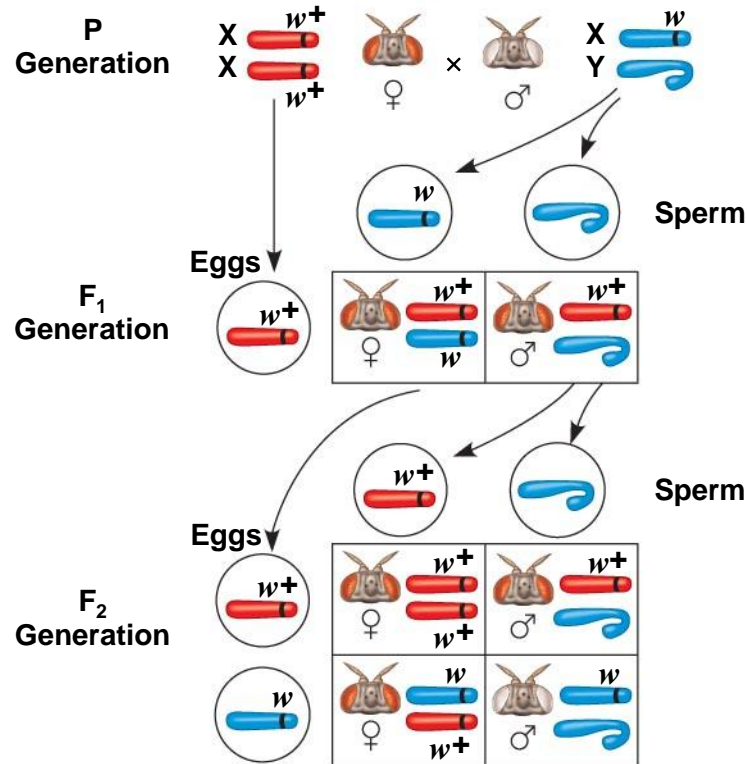 P
Generation
X
X
w+
w+
♀
×
♂
X
Y
w
w
Sperm
Eggs
F1
Generation
w+
w+
♀
w
w+
♂
w+
Sperm
Eggs
F2
Generation
w+
w+
♀
w+
w+
♂
w
w
♀
w+
w
♂